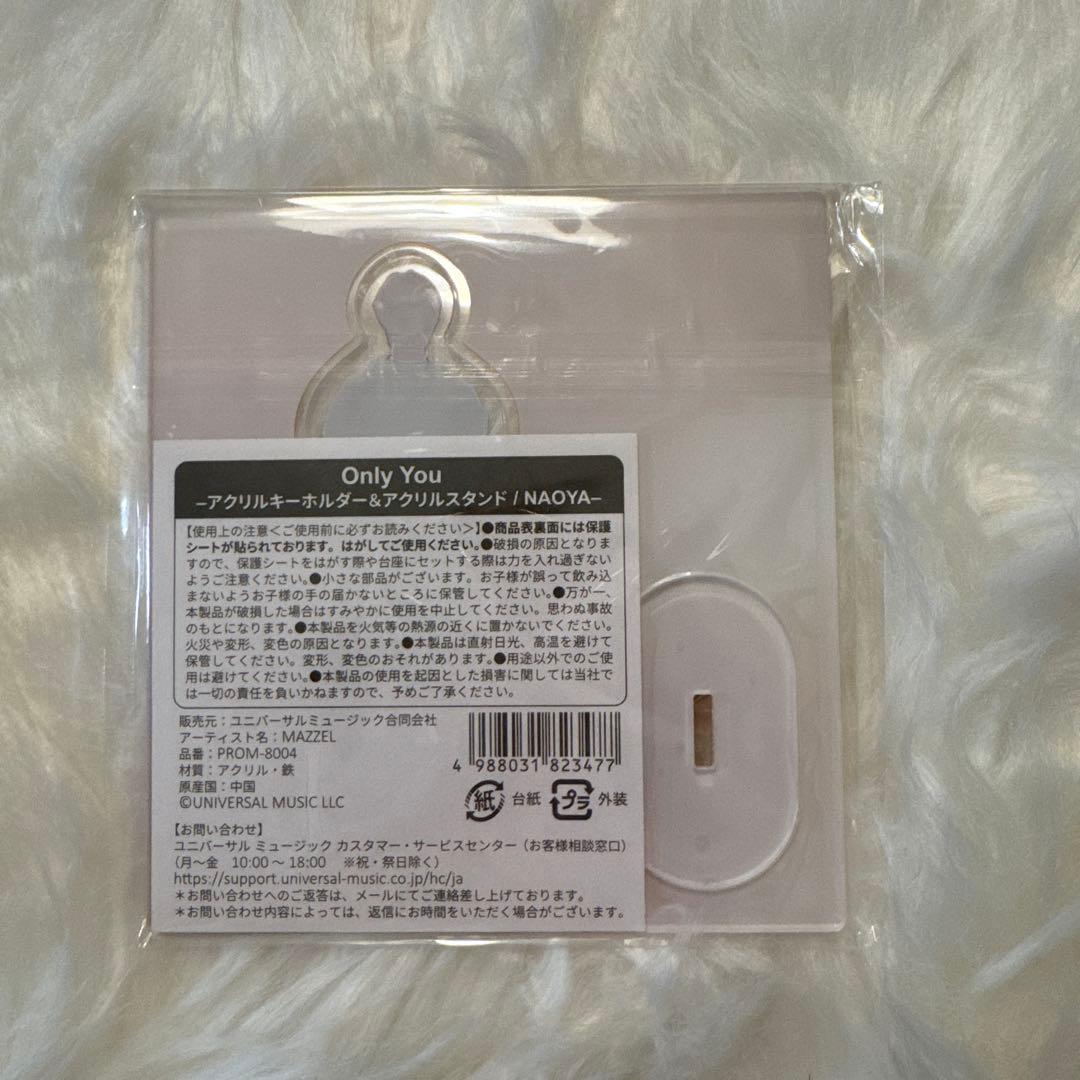 Only You
–アクリルキーホルダー&アクリルスタンド / NAOYA–
【使用上の注意<ご使用前に必ずお読みください>】●商品表裏面には保護
シートが貼られております。はがしてご使用ください。●破損の原因となりま
すので、保護シートをはがす際や台座にセットする際は力を入れ過ぎない
ようご注意ください。●小さな部品がございます。お子様が誤って飲み込
まないようお子様の手の届かないところに保管してください。●万が一、
本製品が破損した場合はすみやかに使用を中止してください。思わぬ事故
のもとになります。●本製品を火気等の熱源の近くに置かないでください。
火災や変形、変色の原因となります。●本製品は直射日光、高温を避けて
保管してください。変形、変色のおそれがあります。●用途以外でのご使
用は避けてください。●本製品の使用を起因とした損害に関しては当社で
は一切の責任を負いかねますので、予めご了承ください。
販売元：ユニバーサルミュージック合同会社
アーティスト名：MAZZEL
品番：PROM-8004
材質：アクリル・鉄
原産国：中国
©UNIVERSAL MUSIC LLC
4 988031 823477
紙 台紙 プラ 外装
【お問い合わせ】
ユニバーサル ミュージック カスタマー・サービスセンター（お客様相談窓口）
（月〜金 10:00 〜 18:00 ※祝・祭日除く）
https://support.universal-music.co.jp/hc/ja
＊お問い合わせへのご返答は、メールにてご連絡差し上げております。
＊お問い合わせ内容によっては、返信にお時間をいただく場合がございます。